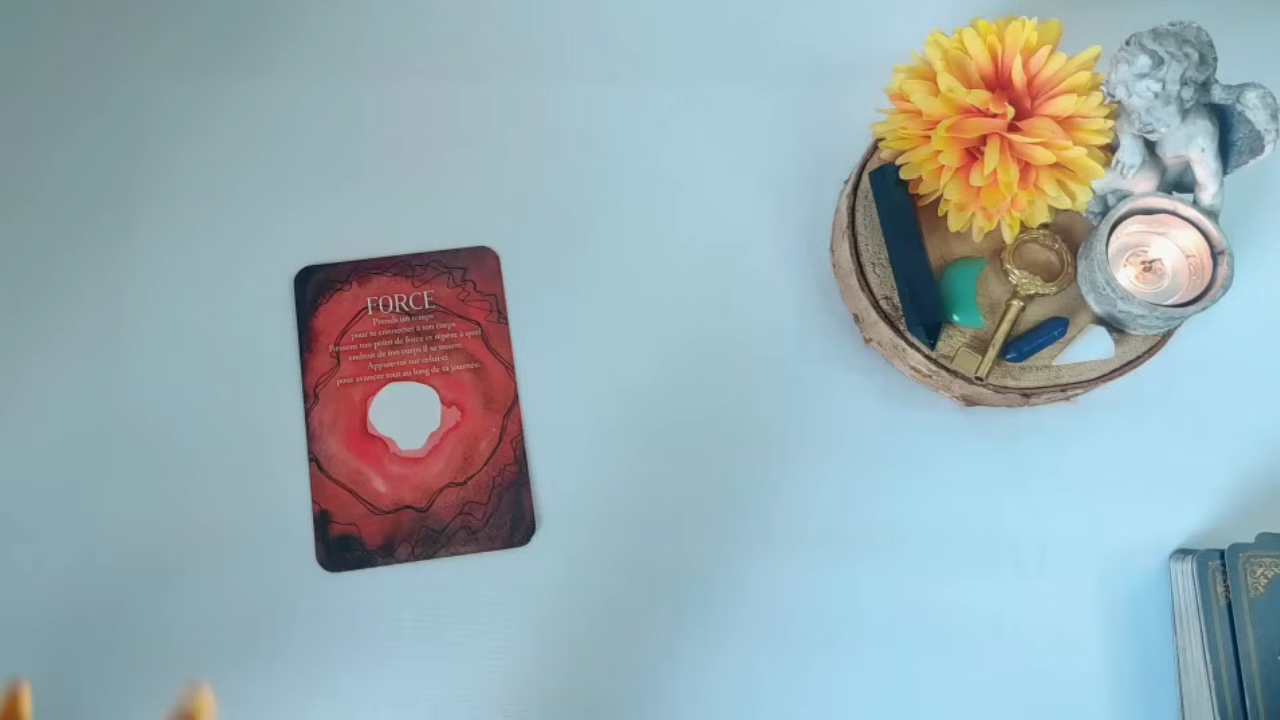 FORCE
Prends un temps
pour te connecter à ton corps.
Ressens ton point de force et repère à quel
endroit de ton corps il se trouve.
Appuie-toi sur celui-ci
pour avancer tout au long de ta journée.